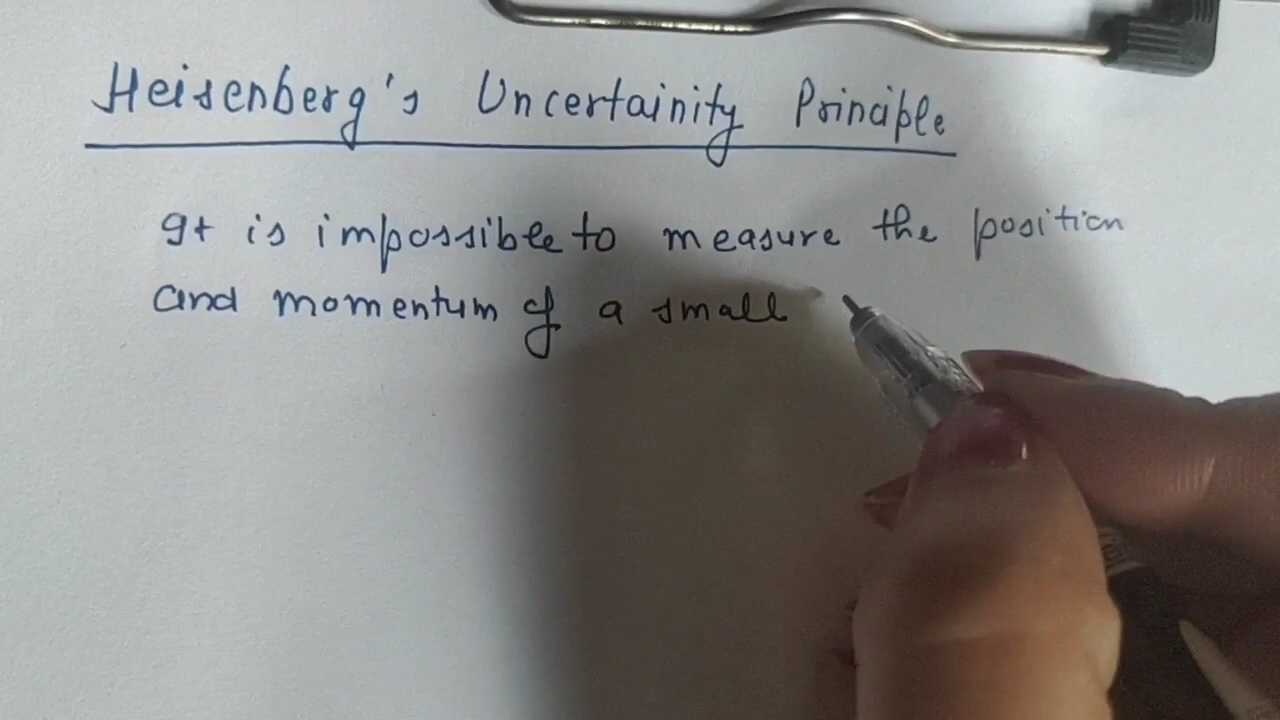 Heisenberg's Uncertainity Principle
It is impossible to measure the position
and momentum of a small